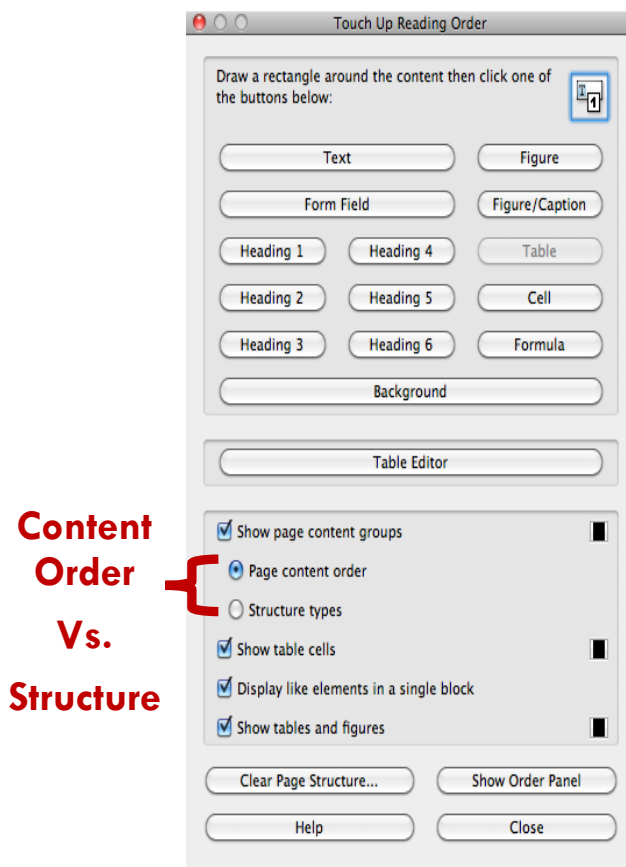 Touch Up Reading Order
Draw a rectangle around the content then click one of
the buttons below:
T
1
Text
Figure
Form Field
Figure/Caption
Heading 1
Heading 4
Table
Heading 2
Heading 5
Cell
Heading 3
Heading 6
Formula
Background
Table Editor
Content
Order
Vs.
Structure
Show page content groups
Page content order
Structure types
Show table cells
Display like elements in a single block
Show tables and figures
Clear Page Structure...
Show Order Panel
Help
Close